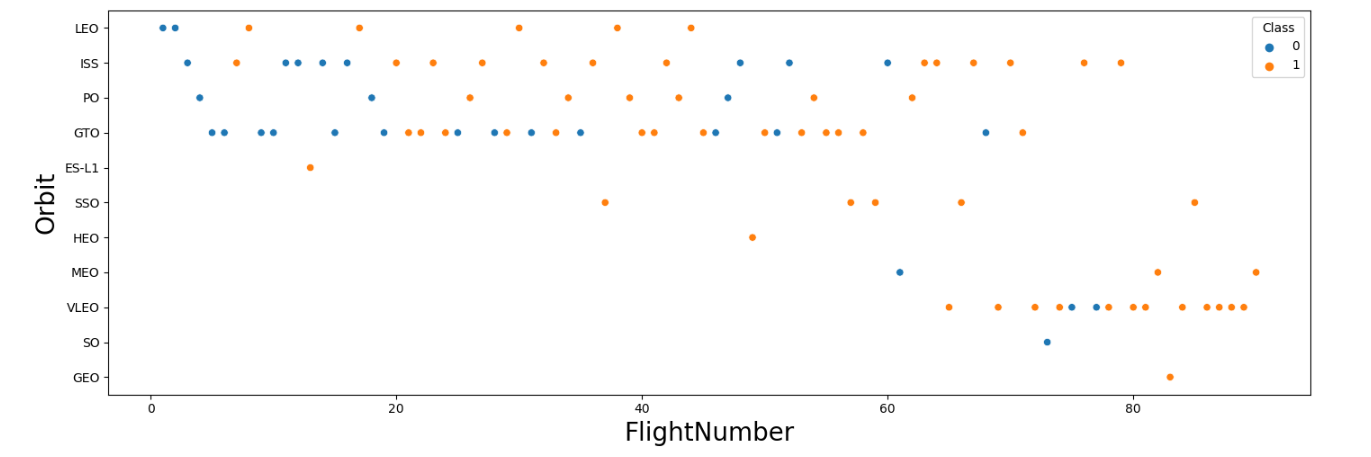 LEO
ISS
PO
GTO
ES-L1
SSO
HEO
MEO
VLEO
SO
GEO
Orbit
0 20 40 60 80
FlightNumber
Class
0
1